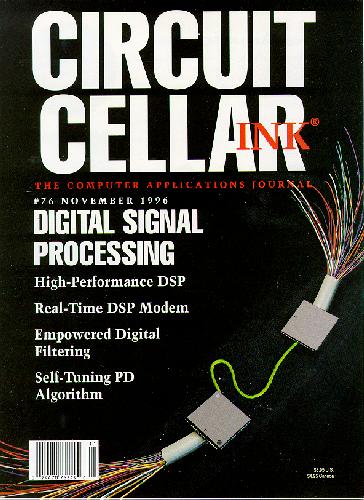 CIRCUIT
CELLAR
INK®
THE COMPUTER APPLICATIONS JOURNAL
#76 NOVEMBER 1996
DIGITAL SIGNAL
PROCESSING
High-Performance DSP
Real-Time DSP Modem
Empowered Digital
Filtering
Self-Tuning PD
Algorithm